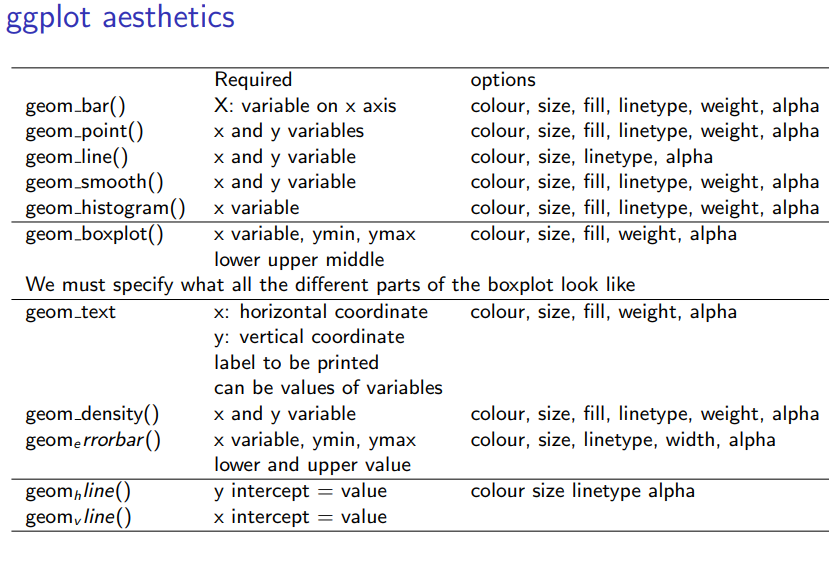 ggplot aesthetics
Required options
geom_bar() X: variable on x axis colour, size, fill, linetype, weight, alpha
geom_point() x and y variables colour, size, fill, linetype, weight, alpha
geom_line() x and y variable colour, size, linetype, alpha
geom_smooth() x and y variable colour, size, fill, linetype, weight, alpha
geom_histogram() x variable colour, size, fill, linetype, weight, alpha
geom_boxplot() x variable, ymin, ymax colour, size, fill, weight, alpha
lower upper middle
We must specify what all the different parts of the boxplot look like
geom_text x: horizontal coordinate colour, size, fill, weight, alpha
y: vertical coordinate
label to be printed
can be values of variables
geom_density() x and y variable colour, size, fill, linetype, weight, alpha
geomₑrrorbar() x variable, ymin, ymax colour, size, linetype, width, alpha
lower and upper value
geomₕline() y intercept = value colour size linetype alpha
geomᵥline() x intercept = value